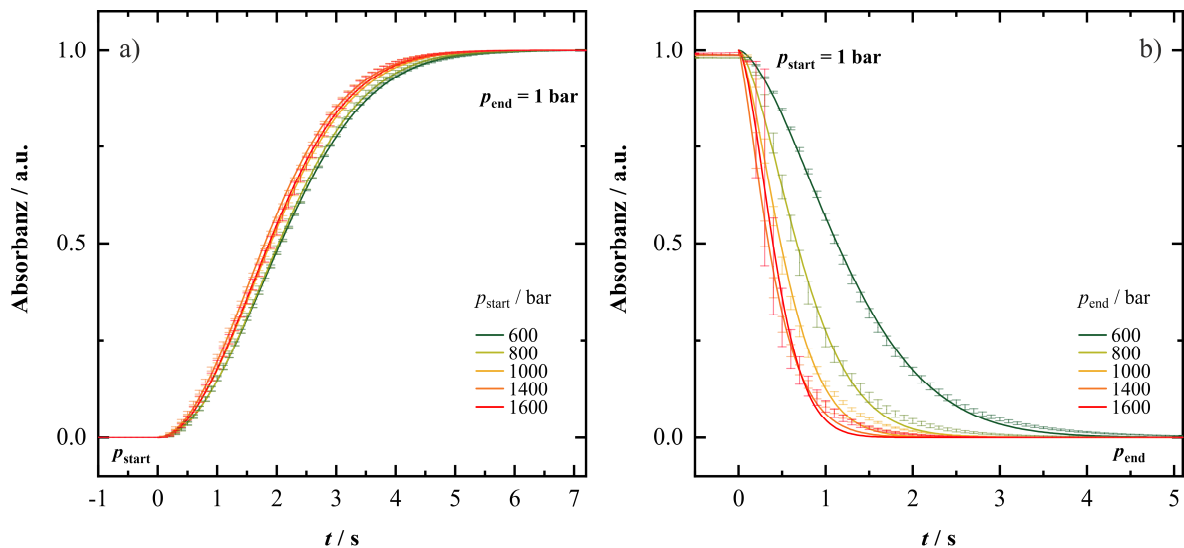 a)
p_end = 1 bar
Absorbanz / a.u.
1.0
0.5
0.0
p_start / bar
600
800
1000
1400
1600
p_start
-1 0 1 2 3 4 5 6 7
t / s
b)
p_start = 1 bar
Absorbanz / a.u.
1.0
0.5
0.0
p_end / bar
600
800
1000
1400
1600
p_end
0 1 2 3 4 5
t / s